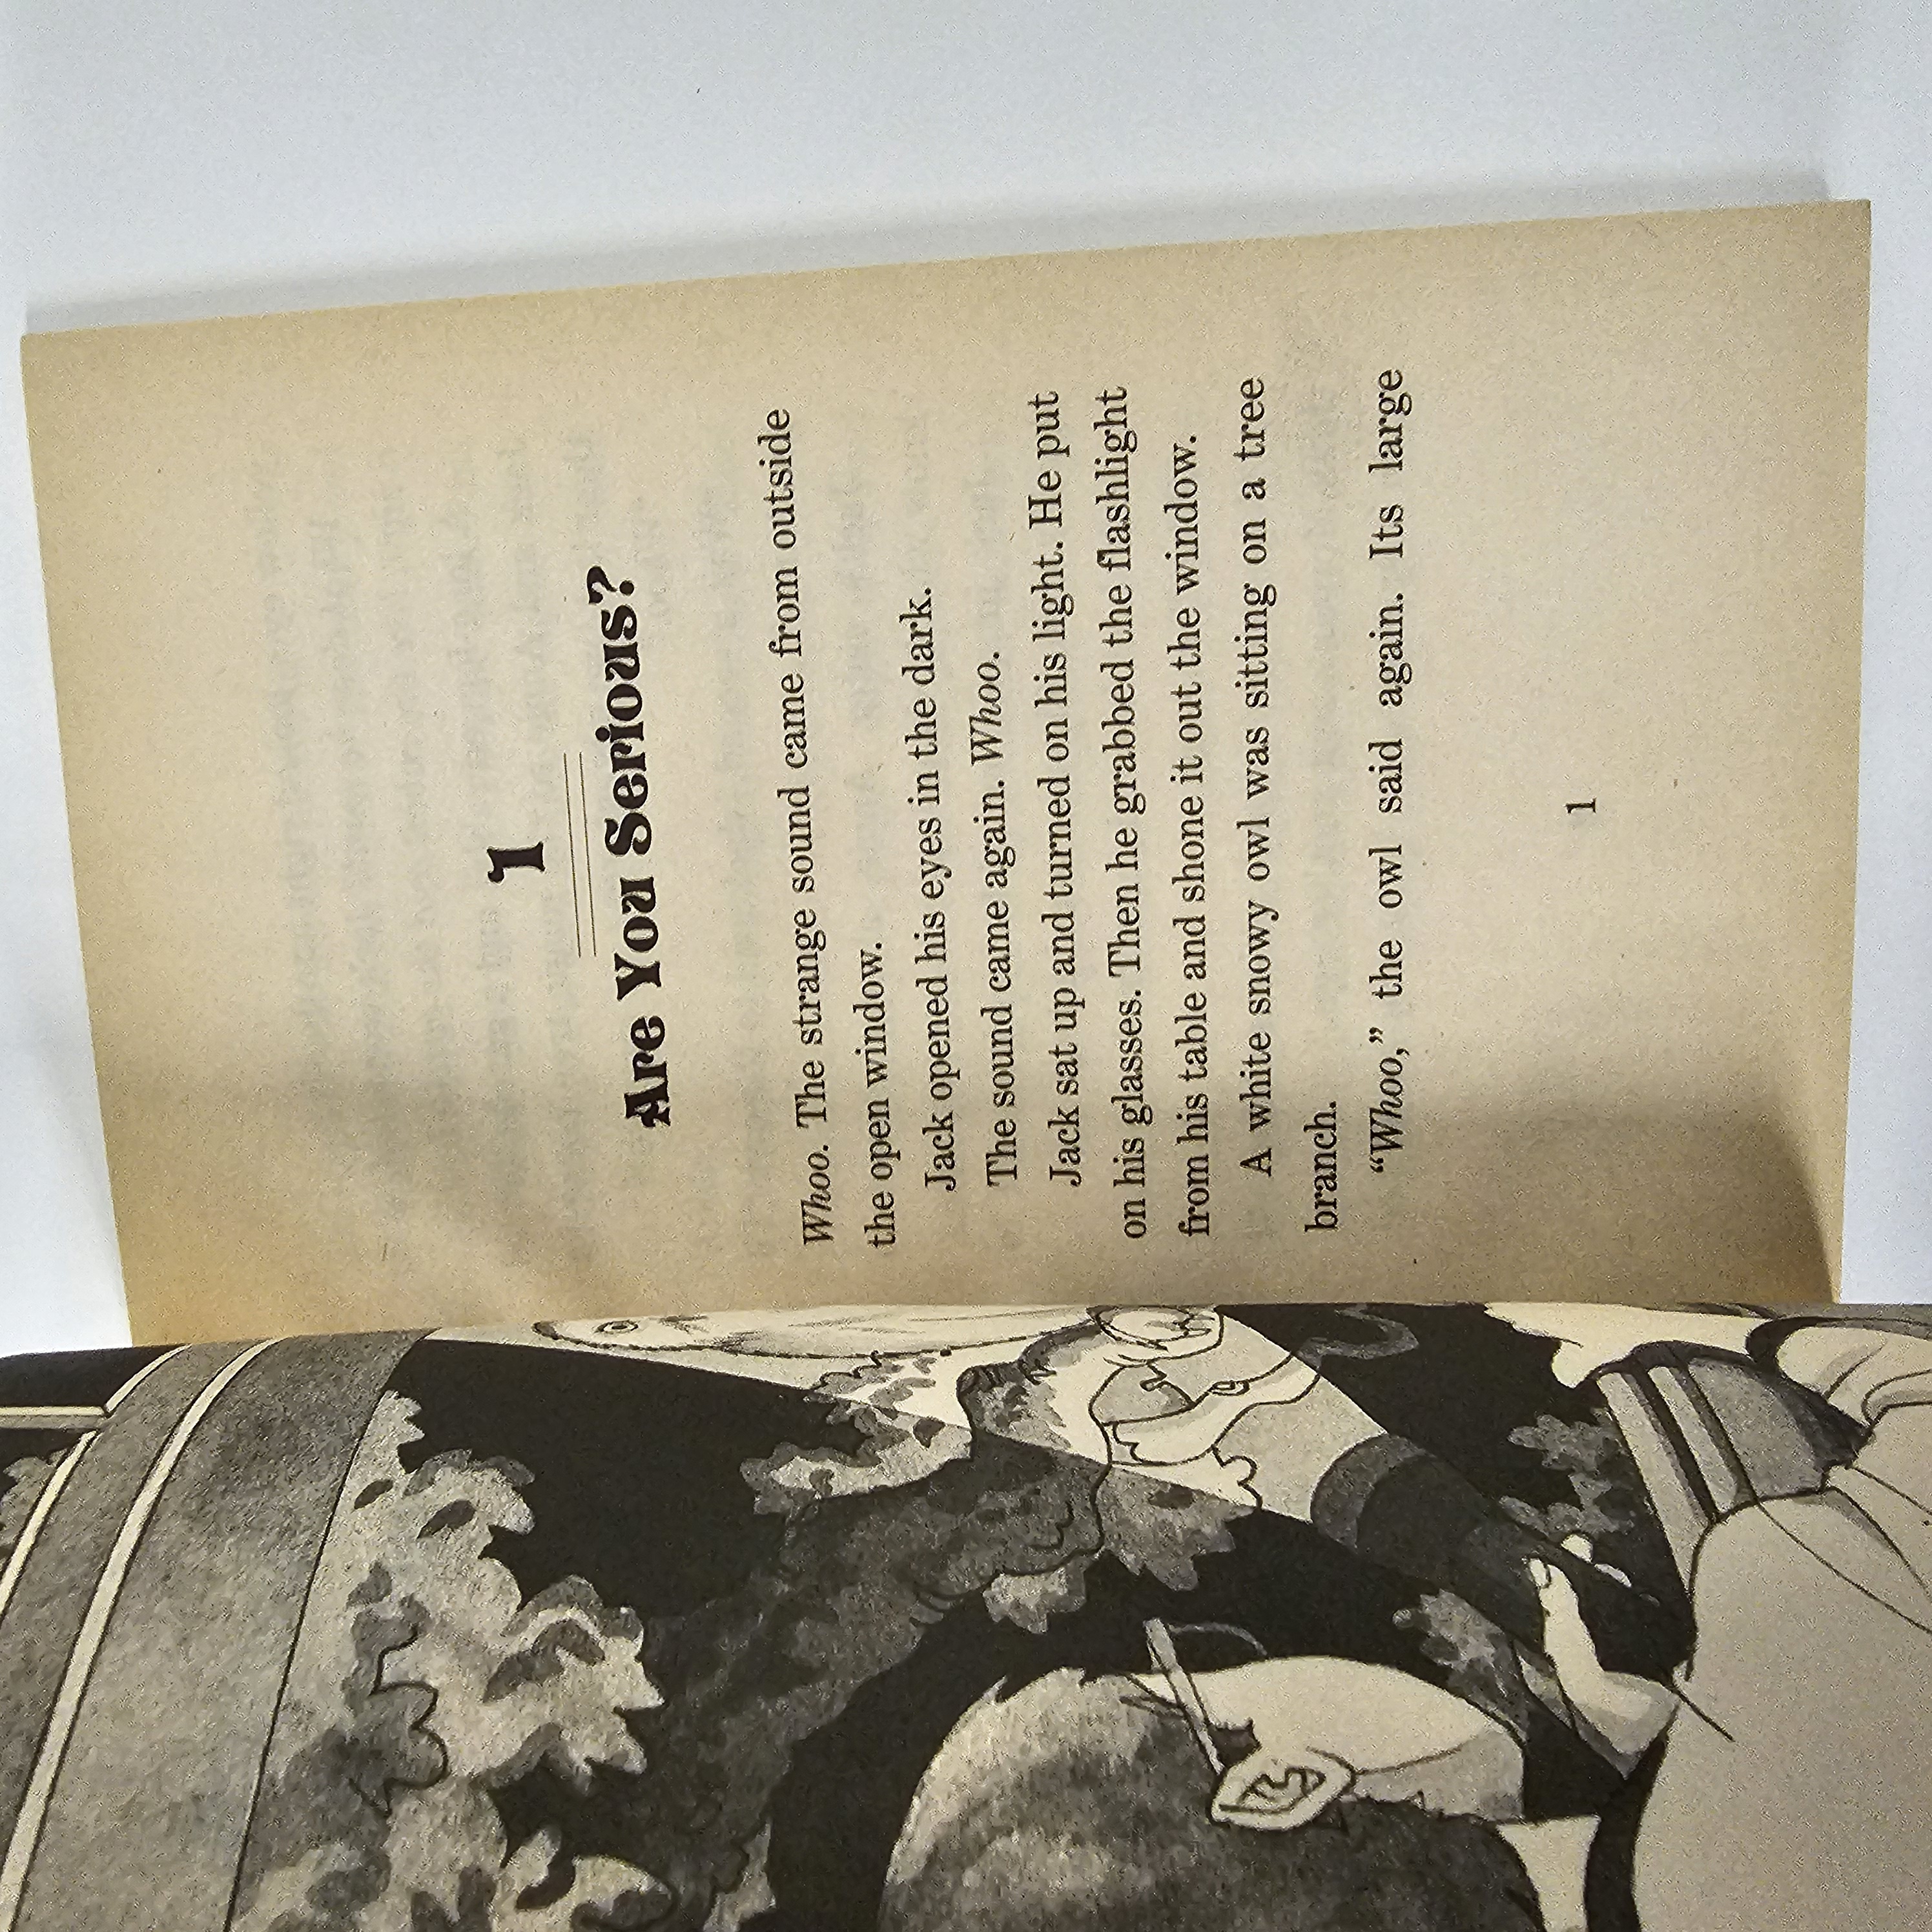 1
Are You Serious?
Whoo. The strange sound came from outside
the open window.
Jack opened his eyes in the dark.
The sound came again. Whoo.
Jack sat up and turned on his light. He put
on his glasses. Then he grabbed the flashlight
from his table and shone it out the window.
A white snowy owl was sitting on a tree
branch.
“Whoo,” the owl said again. Its large
1